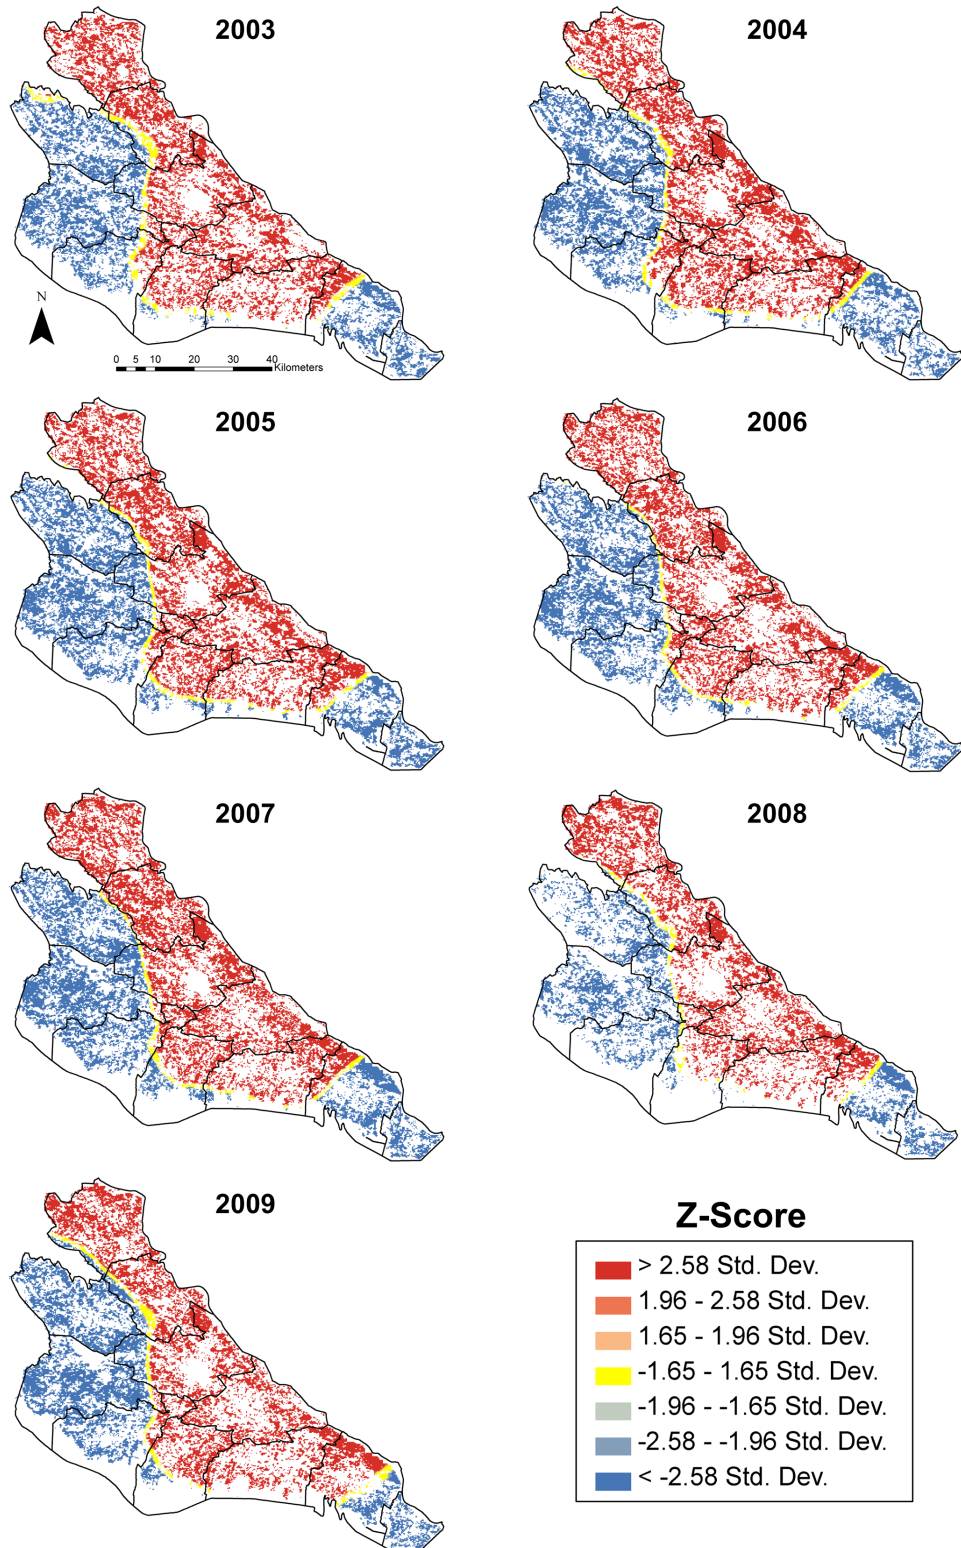 2003
2004
N
0 5 10 20 30 40
Kilometers
2005
2006
2007
2008
2009
Z-Score
> 2.58 Std. Dev.
1.96 - 2.58 Std. Dev.
1.65 - 1.96 Std. Dev.
-1.65 - 1.65 Std. Dev.
-1.96 - -1.65 Std. Dev.
-2.58 - -1.96 Std. Dev.
< -2.58 Std. Dev.